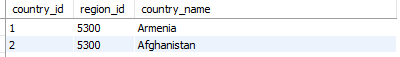 country_id region_id country_name
1 5300 Armenia
2 5300 Afghanistan